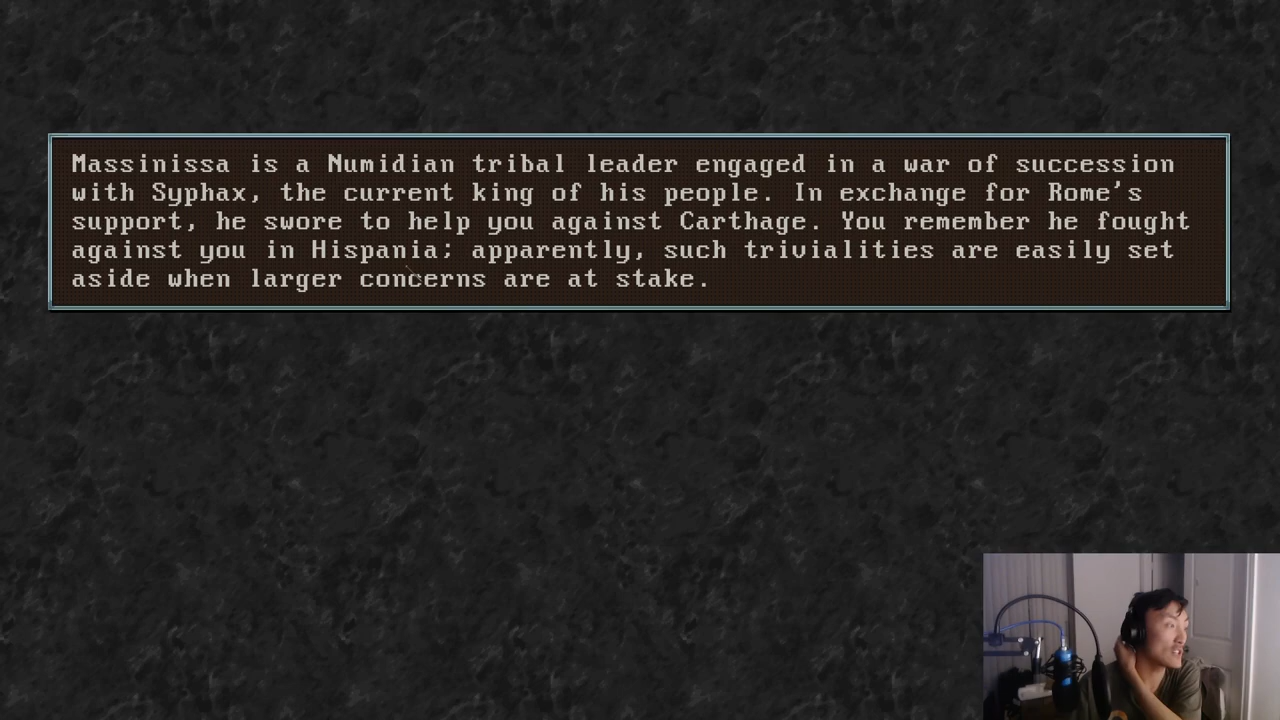 Massinissa is a Numidian tribal leader engaged in a war of succession
with Syphax, the current king of his people. In exchange for Rome's
support, he swore to help you against Carthage. You remember he fought
against you in Hispania; apparently, such trivialities are easily set
aside when larger concerns are at stake.